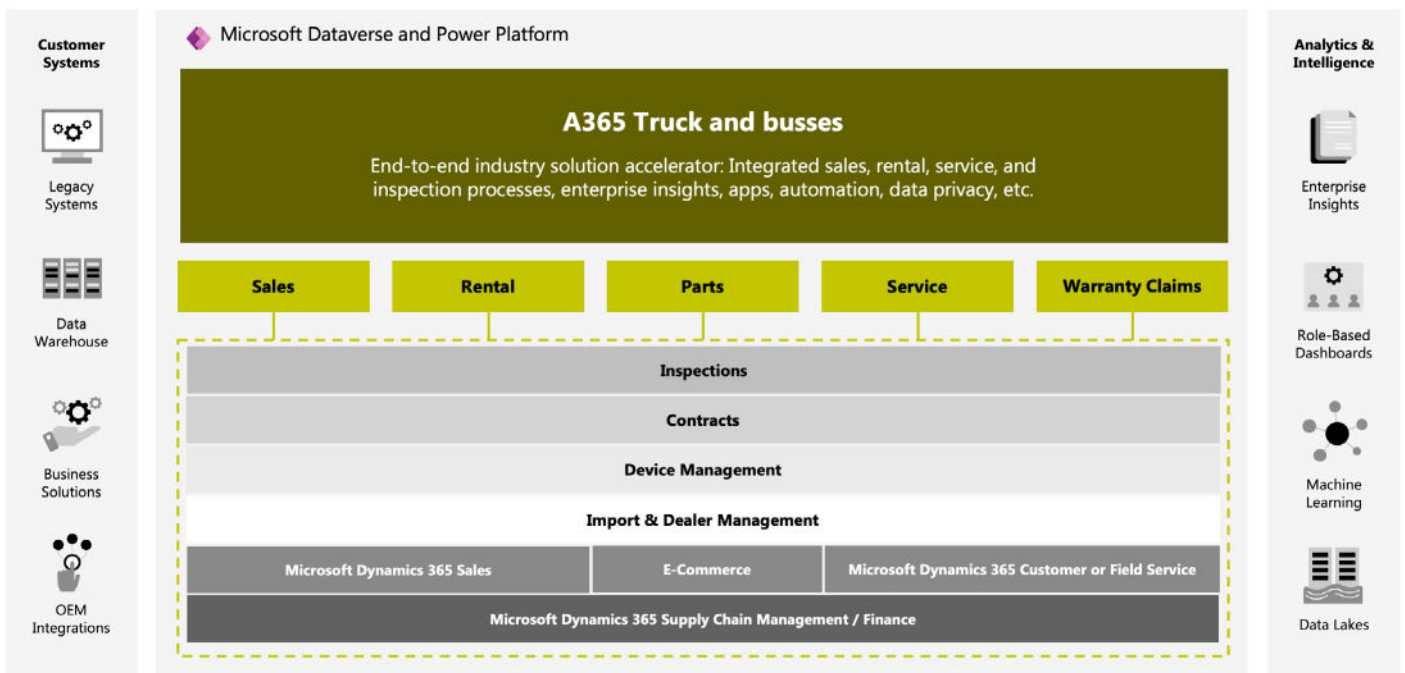 Customer
Systems
Legacy
Systems
Data
Warehouse
Business
Solutions
OEM
Integrations
Microsoft Dataverse and Power Platform
A365 Truck and busses
End-to-end industry solution accelerator: Integrated sales, rental, service, and
inspection processes, enterprise insights, apps, automation, data privacy, etc.
Sales
Rental
Parts
Service
Warranty Claims
Inspections
Contracts
Device Management
Import & Dealer Management
Microsoft Dynamics 365 Sales
E-Commerce
Microsoft Dynamics 365 Customer or Field Service
Microsoft Dynamics 365 Supply Chain Management / Finance
Analytics &
Intelligence
Enterprise
Insights
Role-Based
Dashboards
Machine
Learning
Data Lakes